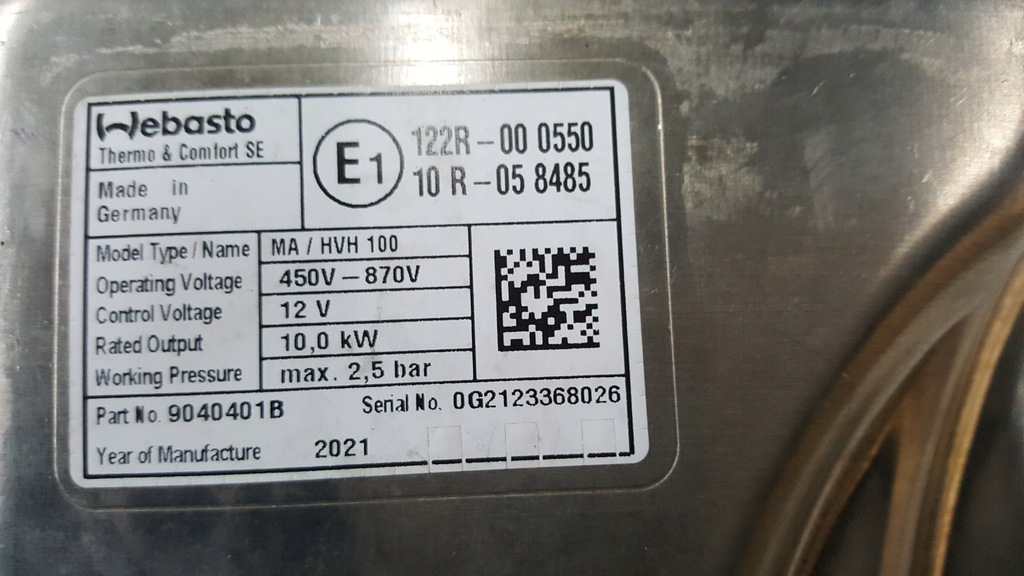 Webasto
Thermo & Comfort SE
Made in
Germany
E1
122R-00 0550
10 R-05 8485
Model Type / Name MA / HVH 100
Operating Voltage 450V-870V
Control Voltage 12 V
Rated Output 10,0 kW
Working Pressure max. 2,5 bar
Part No. 9040401B Serial No. 0G2123368026
Year of Manufacture 2021